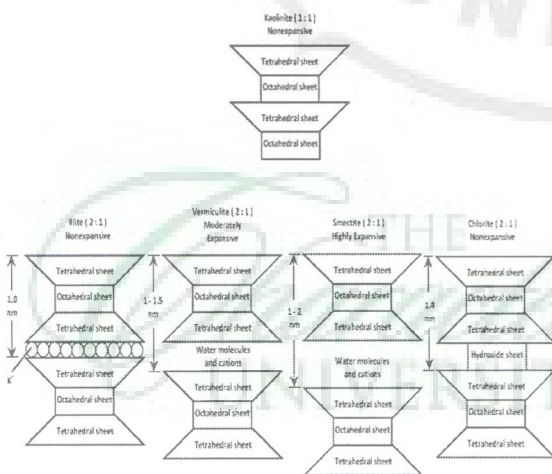 Kaolinite (1:1)
Nonexpansive
Tetrahedral sheet
Octahedral sheet
Tetrahedral sheet
Octahedral sheet
Illite (2:1)
Nonexpansive
1.0
nm
Tetrahedral sheet
Octahedral sheet
Tetrahedral sheet
K
Tetrahedral sheet
Octahedral sheet
Tetrahedral sheet
Vermiculite (2:1)
Moderately
Expansive
1-1.5
nm
Tetrahedral sheet
Octahedral sheet
Tetrahedral sheet
Water molecules
and cations
Tetrahedral sheet
Octahedral sheet
Tetrahedral sheet
Smectite (2:1)
Highly Expansive
1-2
nm
Tetrahedral sheet
Octahedral sheet
Tetrahedral sheet
Water molecules
and cations
Tetrahedral sheet
Octahedral sheet
Tetrahedral sheet
Chlorite (2:1)
Nonexpansive
1.4
nm
Tetrahedral sheet
Octahedral sheet
Tetrahedral sheet
Hydroxide sheet
Tetrahedral sheet
Octahedral sheet
Tetrahedral sheet
THE